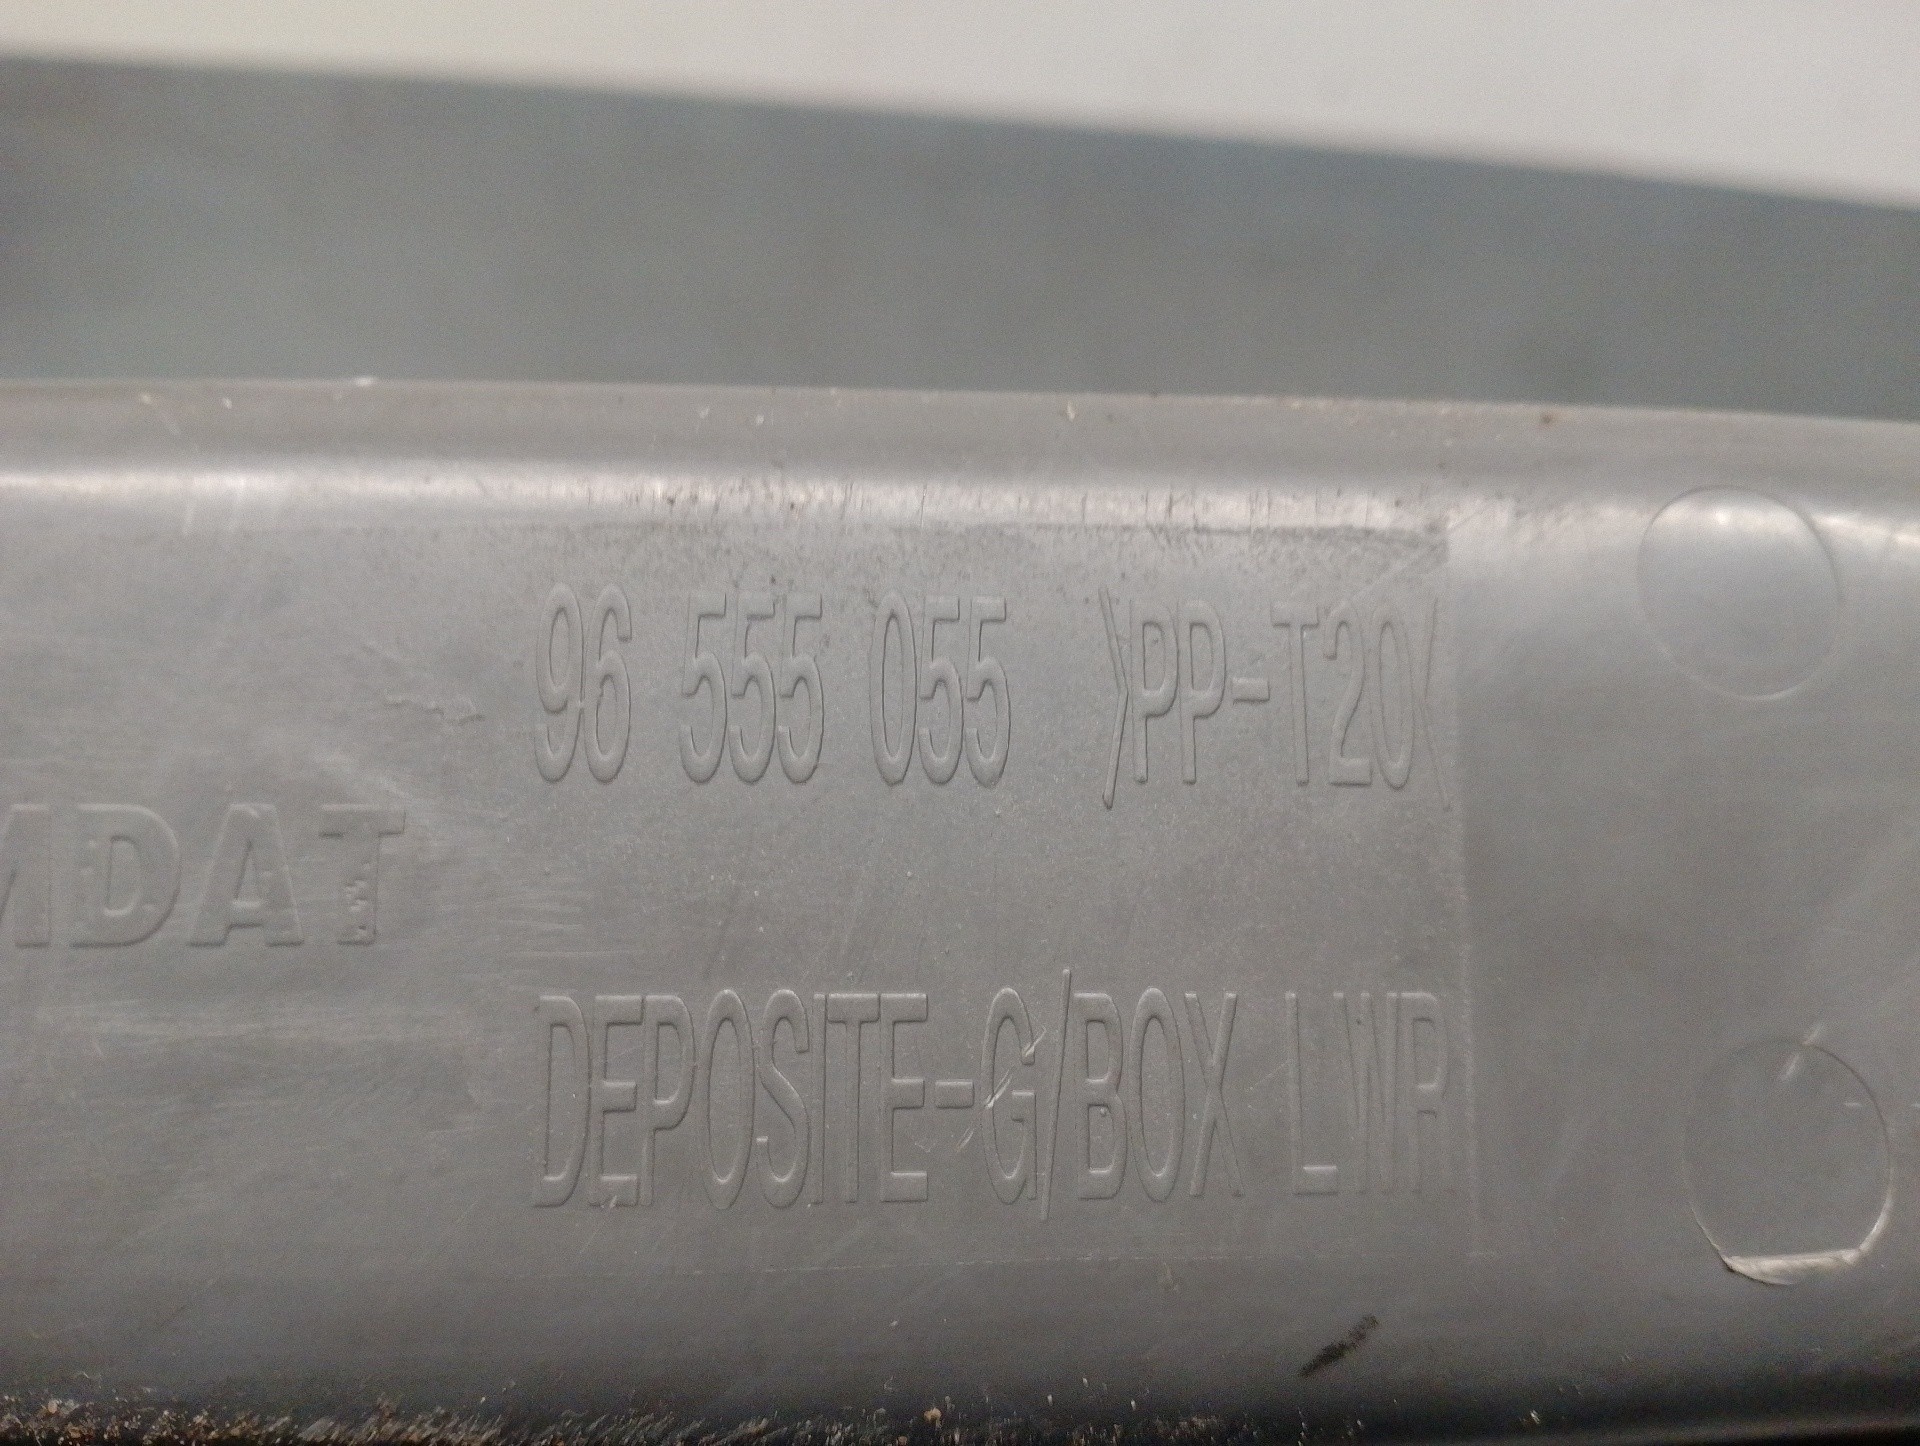 96 555 055 >PP-T20<
MDAT
DEPOSITE-G/BOX LWR